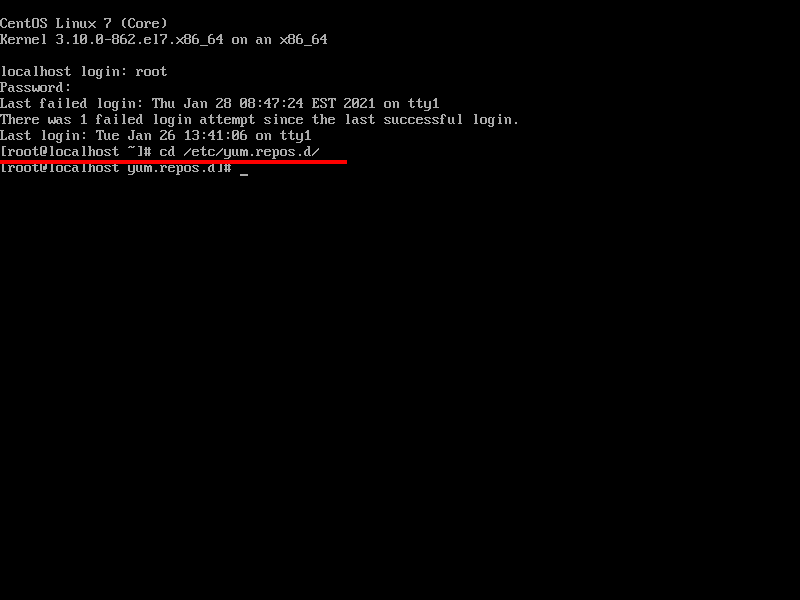 CentOS Linux 7 (Core)
Kernel 3.10.0-862.el7.x86_64 on an x86_64
localhost login: root
Password:
Last failed login: Thu Jan 28 08:47:24 EST 2021 on tty1
There was 1 failed login attempt since the last successful login.
Last login: Tue Jan 26 13:41:06 on tty1
[root@localhost ~]# cd /etc/yum.repos.d/
[root@localhost yum.repos.d]# _